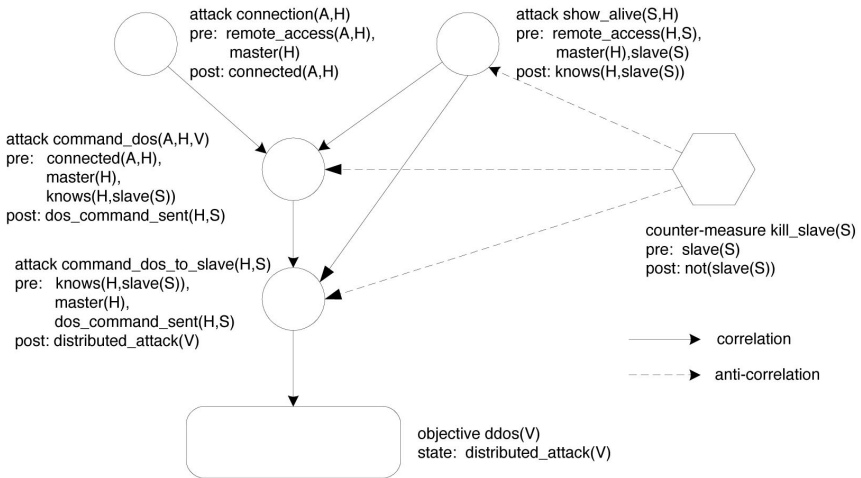 attack connection(A,H)
pre: remote_access(A,H),
master(H)
post: connected(A,H)
attack show_alive(S,H)
pre: remote_access(H,S),
master(H),slave(S)
post: knows(H,slave(S))
attack command_dos(A,H,V)
pre: connected(A,H),
master(H),
knows(H,slave(S))
post: dos_command_sent(H,S)
counter-measure kill_slave(S)
pre: slave(S)
post: not(slave(S))
attack command_dos_to_slave(H,S)
pre: knows(H,slave(S)),
master(H),
dos_command_sent(H,S)
post: distributed_attack(V)
correlation
anti-correlation
objective ddos(V)
state: distributed_attack(V)